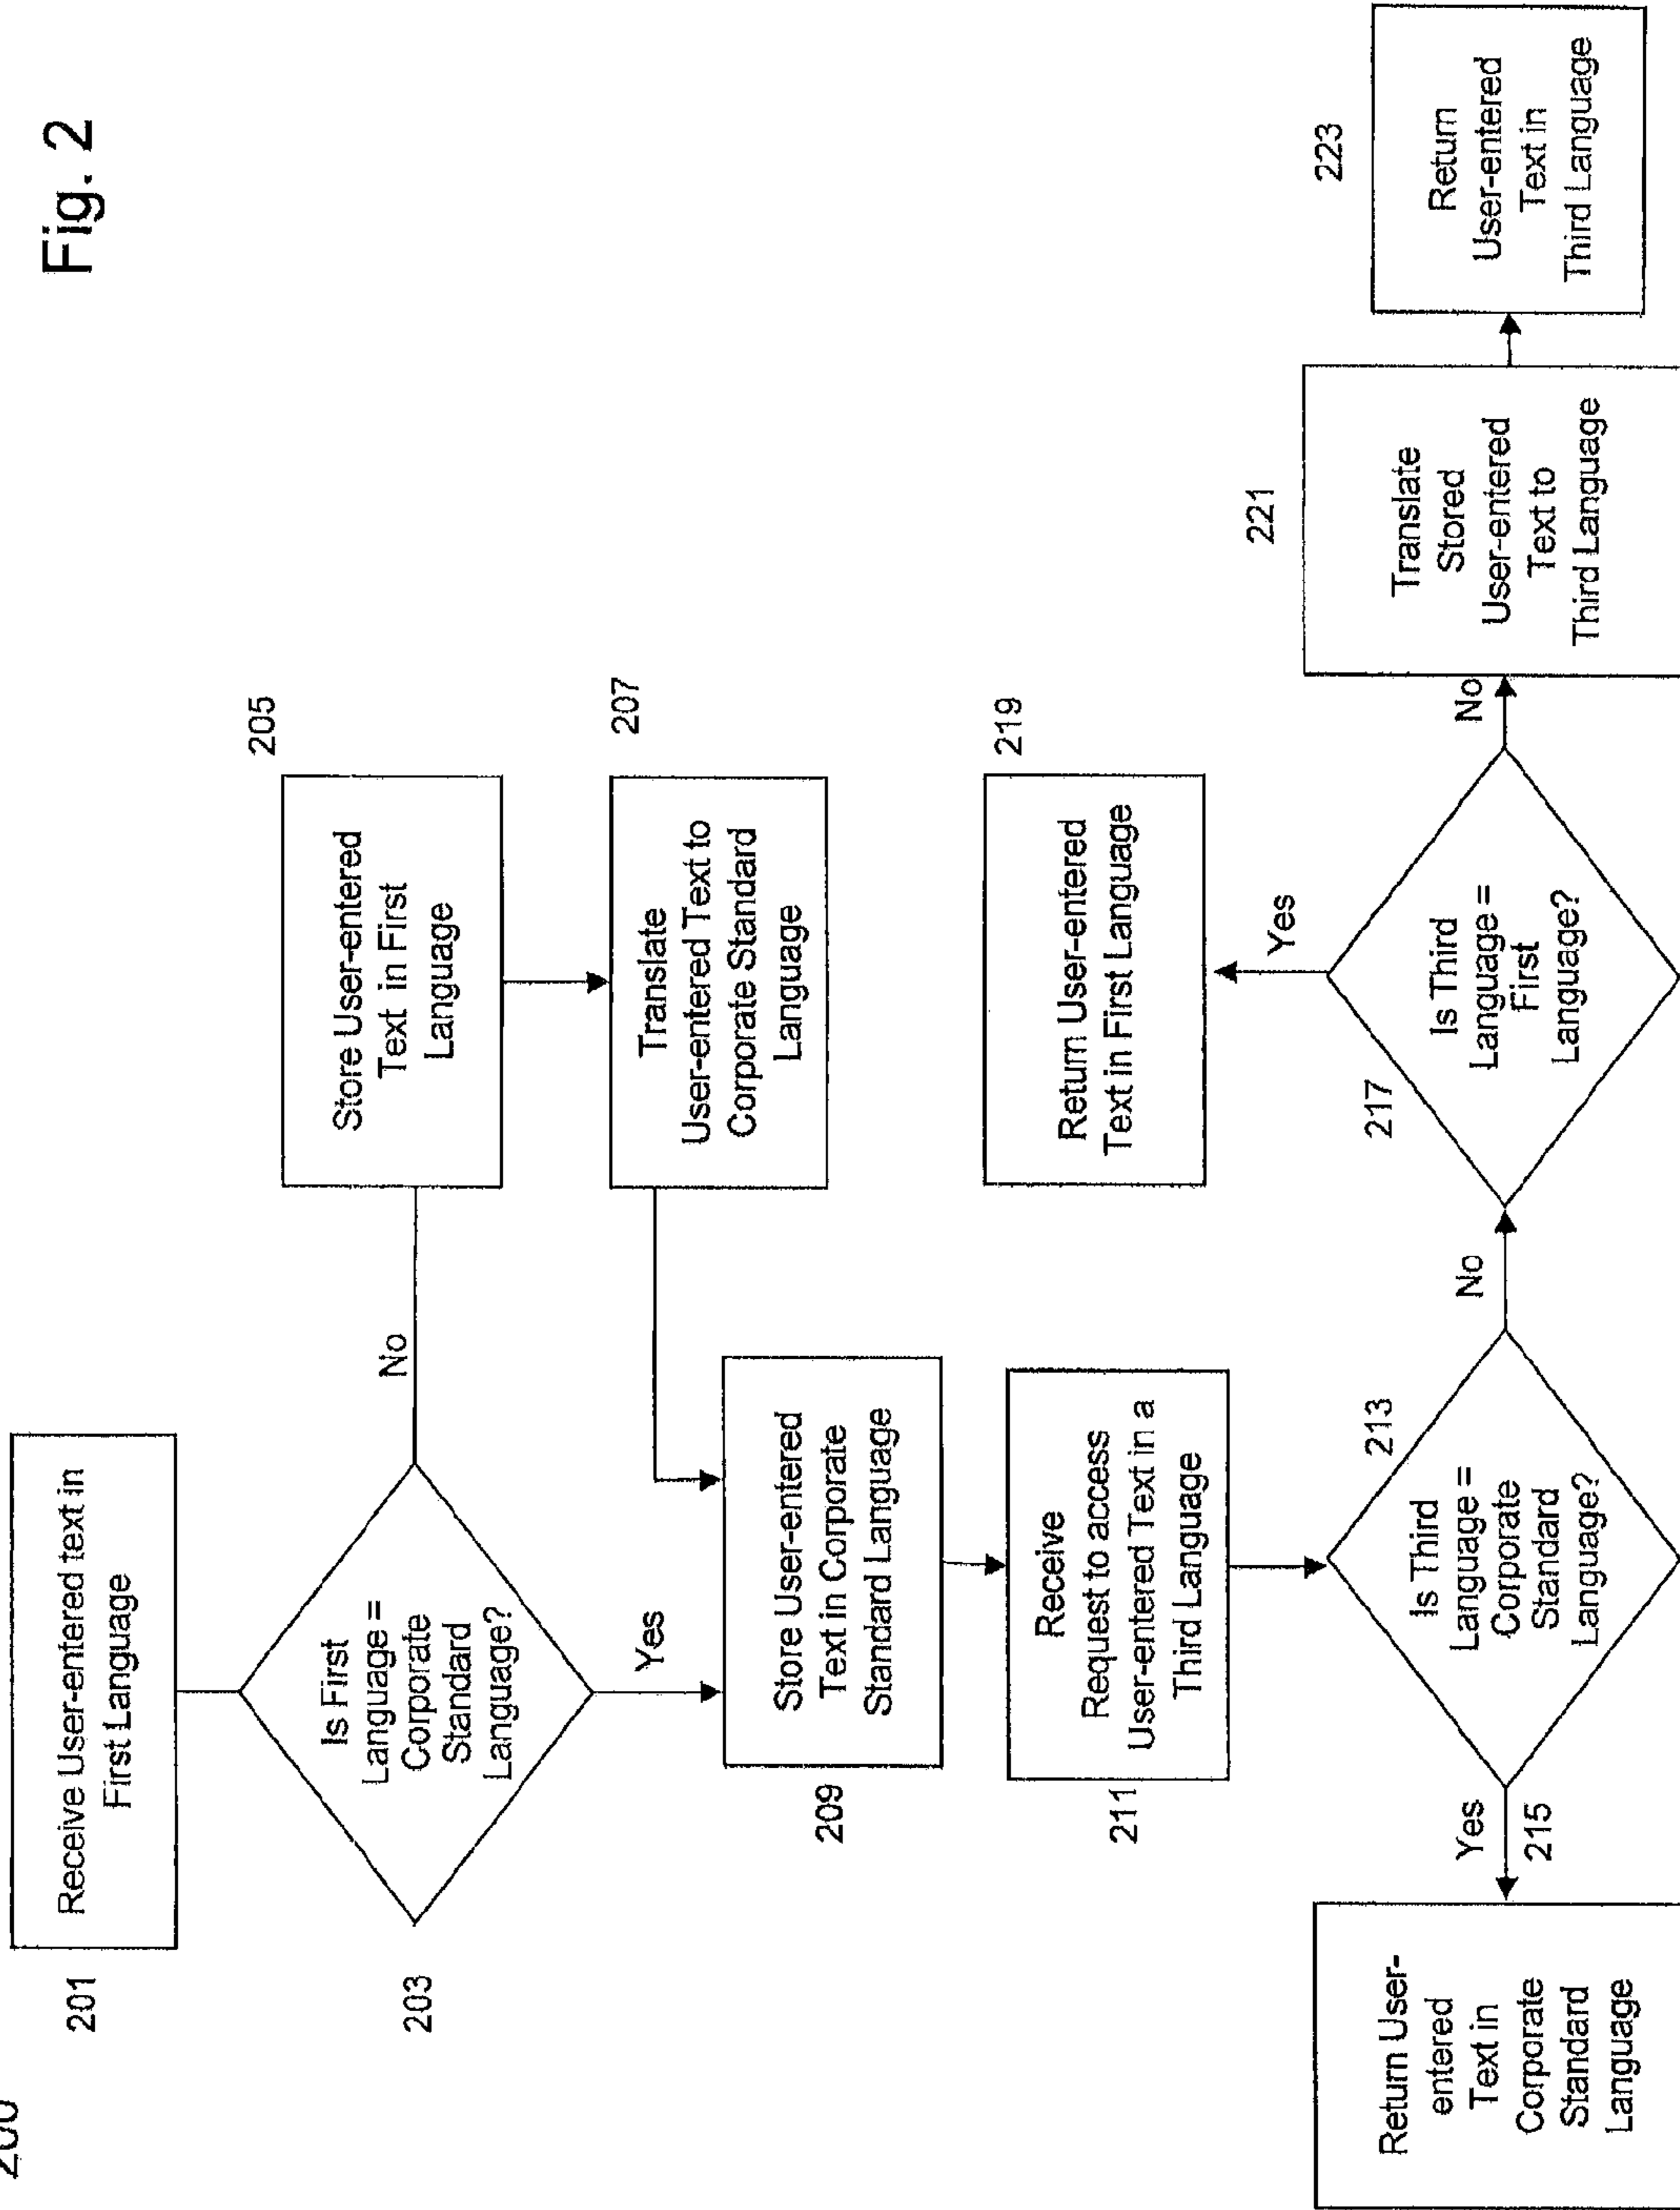 200
Fig. 2
201
Receive User-entered text in
First Language
203
Is First
Language =
Corporate
Standard
Language?
No
Yes
205
Store User-entered
Text in First
Language
207
Translate
User-entered Text to
Corporate Standard
Language
209
Store User-entered
Text in Corporate
Standard Language
211
Receive
Request to access
User-entered Text in a
Third Language
213
Is Third
Language =
Corporate
Standard
Language?
Yes
215
Return User-
entered
Text in
Corporate
Standard
Language
No
217
Is Third
Language =
First
Language?
Yes
219
Return User-entered
Text in First Language
No
221
Translate
Stored
User-entered
Text to
Third Language
223
Return
User-entered
Text in
Third Language